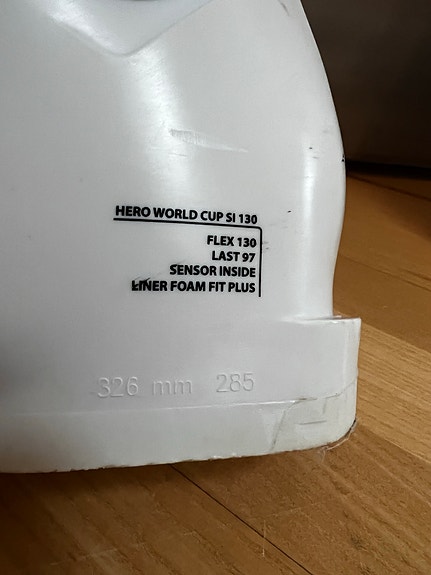 HERO WORLD CUP SI 130
FLEX 130
LAST 97
SENSOR INSIDE
LINER FOAM FIT PLUS
326 mm 285